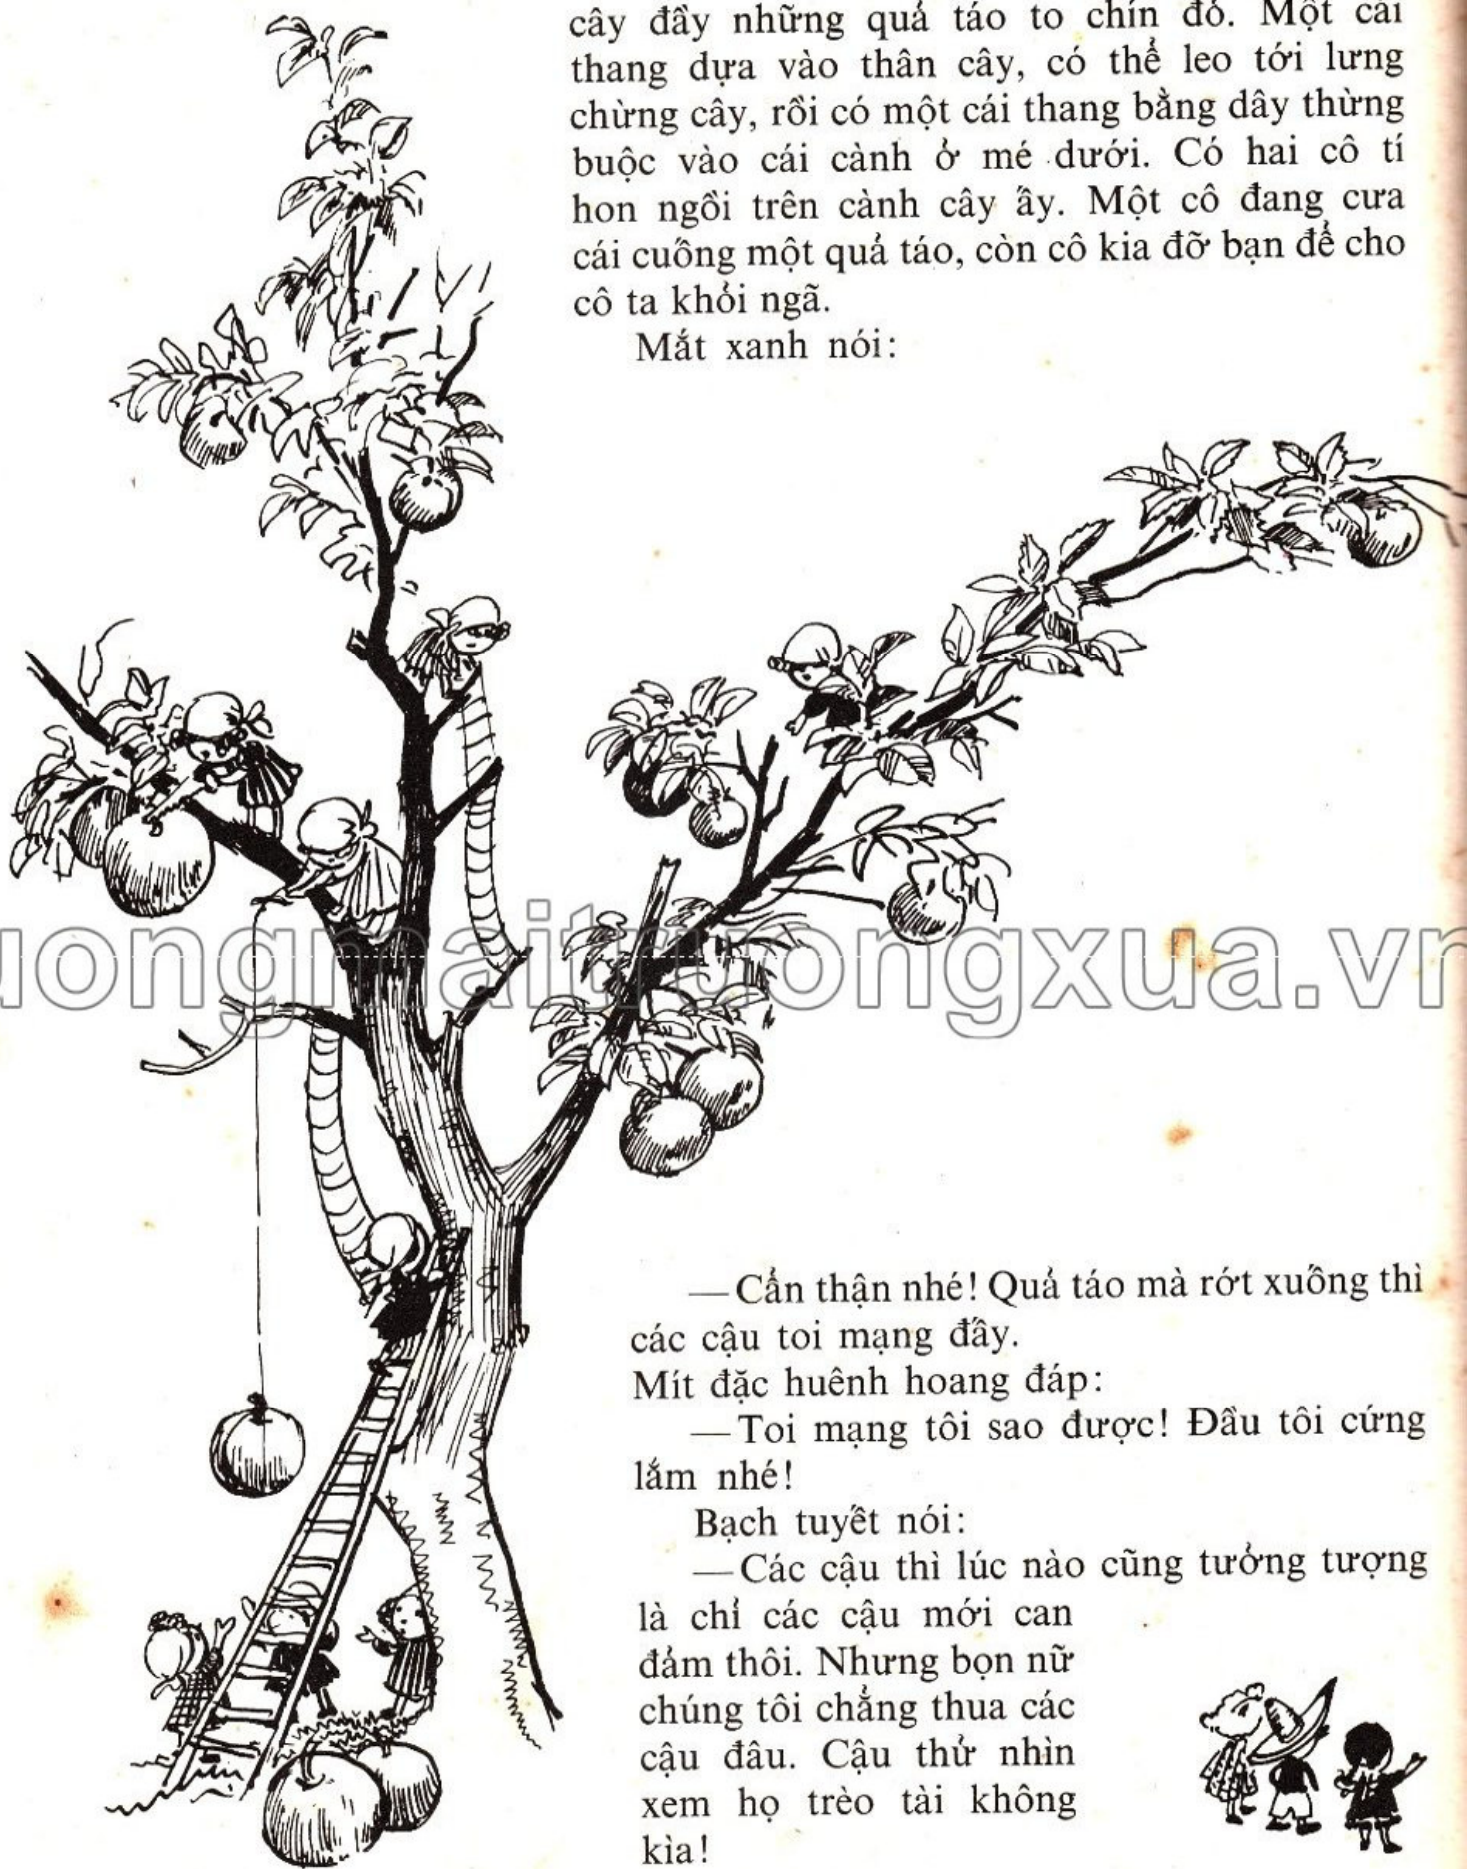 cây đầy những quả táo to chín đỏ. Một cái
thang dựa vào thân cây, có thể leo tới lưng
chừng cây, rồi có một cái thang bằng dây thừng
buộc vào cái cành ở mé dưới. Có hai cô tí
hon ngồi trên cành cây ấy. Một cô đang cưa
cái cuống một quả táo, còn cô kia đỡ bạn để cho
cô ta khỏi ngã.
Mắt xanh nói:
uongmaitruongxua.vn
—Cẩn thận nhé! Quả táo mà rớt xuống thì
các cậu toi mạng đấy.
Mít đặc huênh hoang đáp:
—Toi mạng tôi sao được! Đầu tôi cứng
lắm nhé!
Bạch tuyết nói:
—Các cậu thì lúc nào cũng tưởng tượng
là chỉ các cậu mới can
đảm thôi. Nhưng bọn nữ
chúng tôi chẳng thua các
cậu đâu. Cậu thử nhìn
xem họ trèo tài không
kìa!